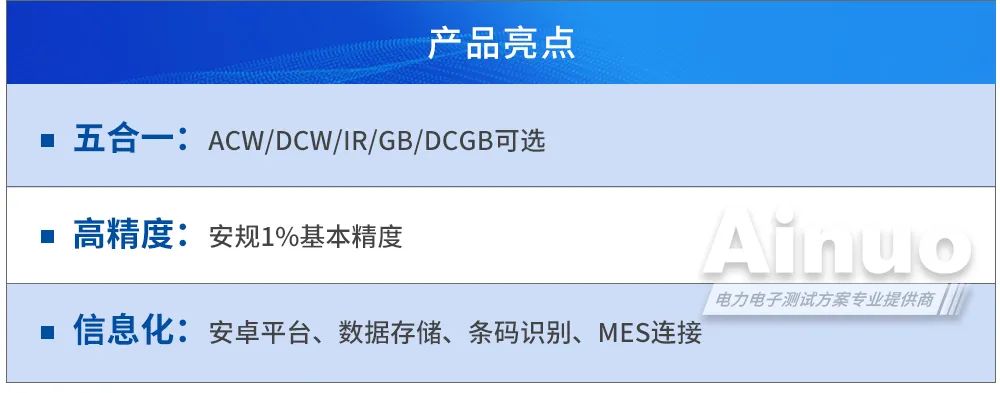 产品亮点
五合一：ACW/DCW/IR/GB/DCGB可选
高精度：安规1%基本精度
Ainuo
电力电子测试方案专业提供商
信息化：安卓平台、数据存储、条码识别、MES连接